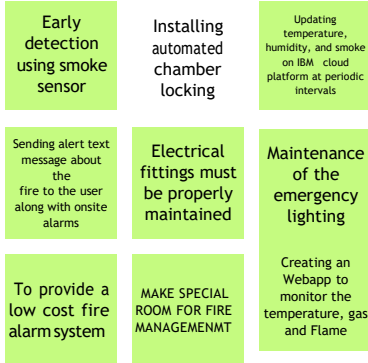 Early
detection
using smoke
sensor
Installing
automated
chamber
locking
Updating
temperature,
humidity, and smoke
on IBM cloud
platform at periodic
intervals
Sending alert text
message about
the
fire to the user
along with onsite
alarms
Electrical
fittings must
be properly
maintained
Maintenance
of the
emergency
lighting
To provide a
low cost fire
alarm system
MAKE SPECIAL
ROOM FOR FIRE
MANAGEMENMT
Creating an
Webapp to
monitor the
temperature, gas
and Flame